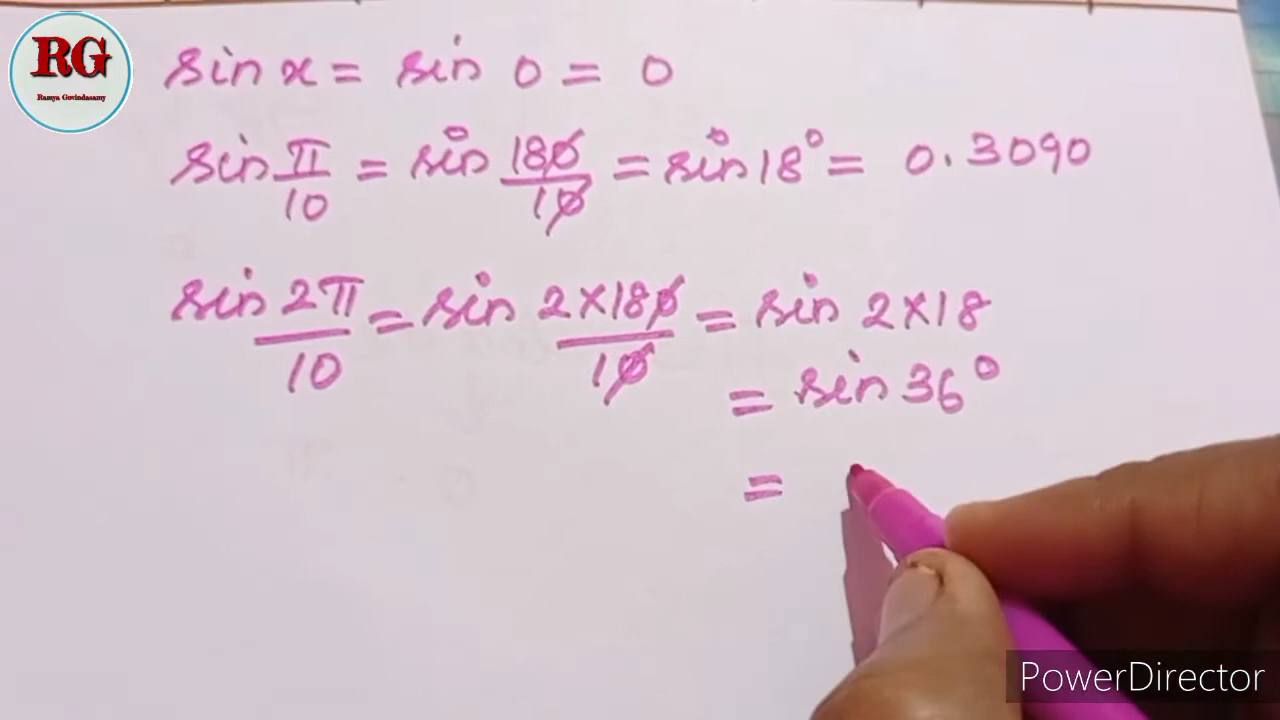 RG
Ramya Govindasamy
sin x = sin 0 = 0
sin π/10 = sin 180/10 = sin 18° = 0.3090
sin 2π/10 = sin 2×180/10 = sin 2×18
= sin 36°
=
PowerDirector